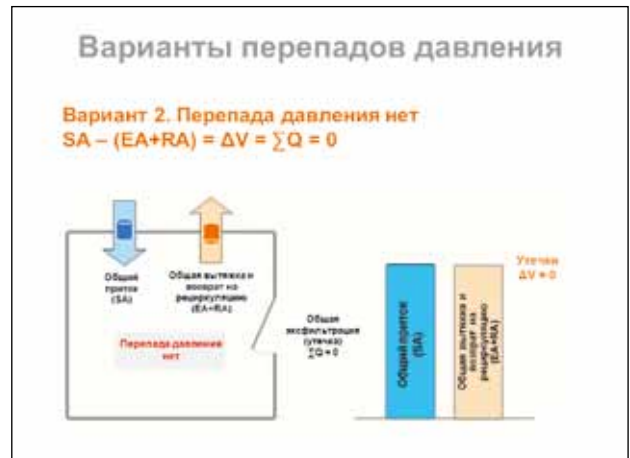 Варианты перепадов давления
Вариант 2. Перепада давления нет
SA – (EA+RA) = ΔV = ∑Q = 0
Общий
приток
(SA)
Общая вытяжка и
возврат на
рециркуляцию
(EA+RA)
Перепада давления
нет
Общая
эксфильтрация
(утечка)
∑Q = 0
Общий приток
(SA)
Общая вытяжка и
возврат на
рециркуляцию
(EA+RA)
Утечки
ΔV = 0